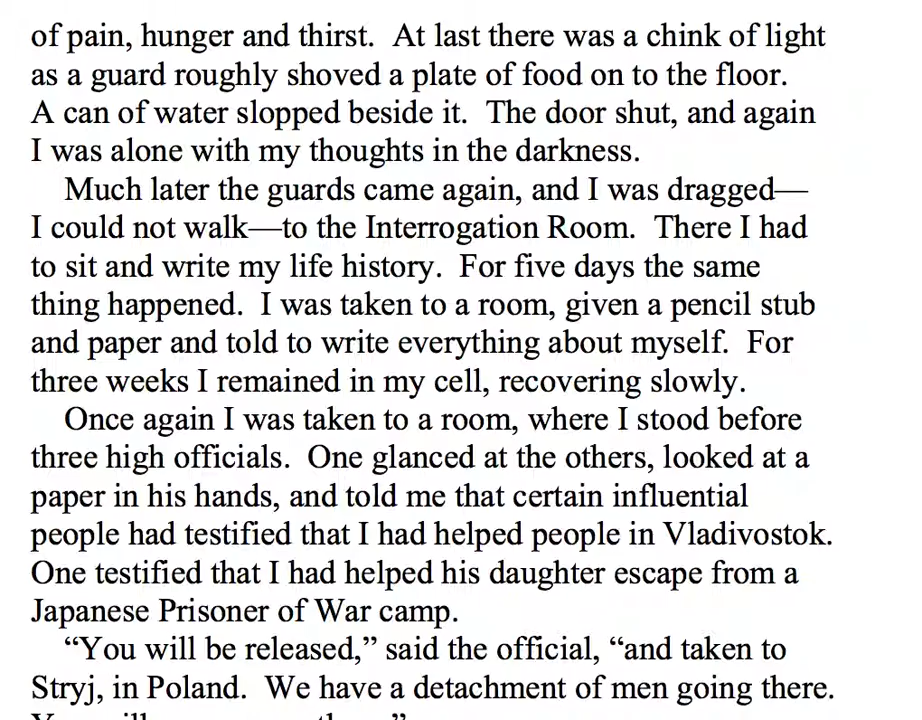 of pain, hunger and thirst.  At last there was a chink of light
as a guard roughly shoved a plate of food on to the floor.
A can of water slopped beside it.  The door shut, and again
I was alone with my thoughts in the darkness.
Much later the guards came again, and I was dragged—
I could not walk—to the Interrogation Room.  There I had
to sit and write my life history.  For five days the same
thing happened.  I was taken to a room, given a pencil stub
and paper and told to write everything about myself.  For
three weeks I remained in my cell, recovering slowly.
Once again I was taken to a room, where I stood before
three high officials.  One glanced at the others, looked at a
paper in his hands, and told me that certain influential
people had testified that I had helped people in Vladivostok.
One testified that I had helped his daughter escape from a
Japanese Prisoner of War camp.
“You will be released,” said the official, “and taken to
Stryj, in Poland.  We have a detachment of men going there.